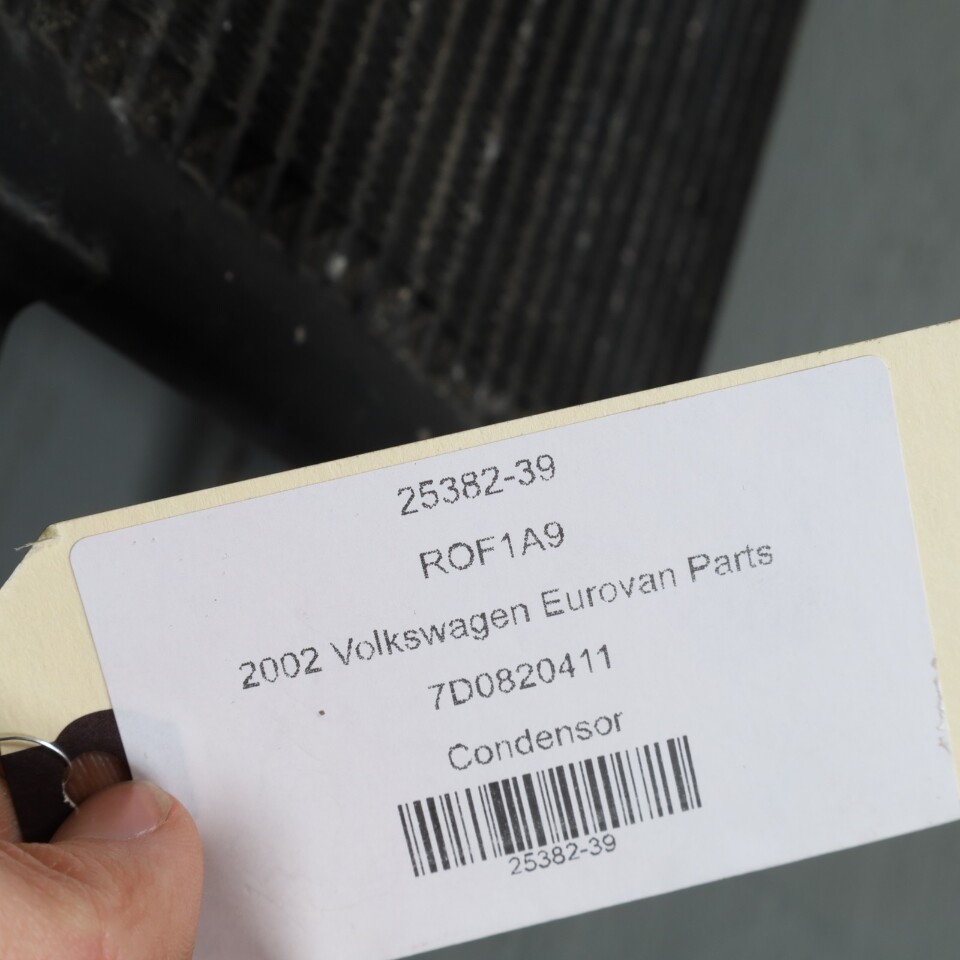 25382-39
ROF1A9
2002 Volkswagen Eurovan Parts
7D0820411
Condensor
25382-39